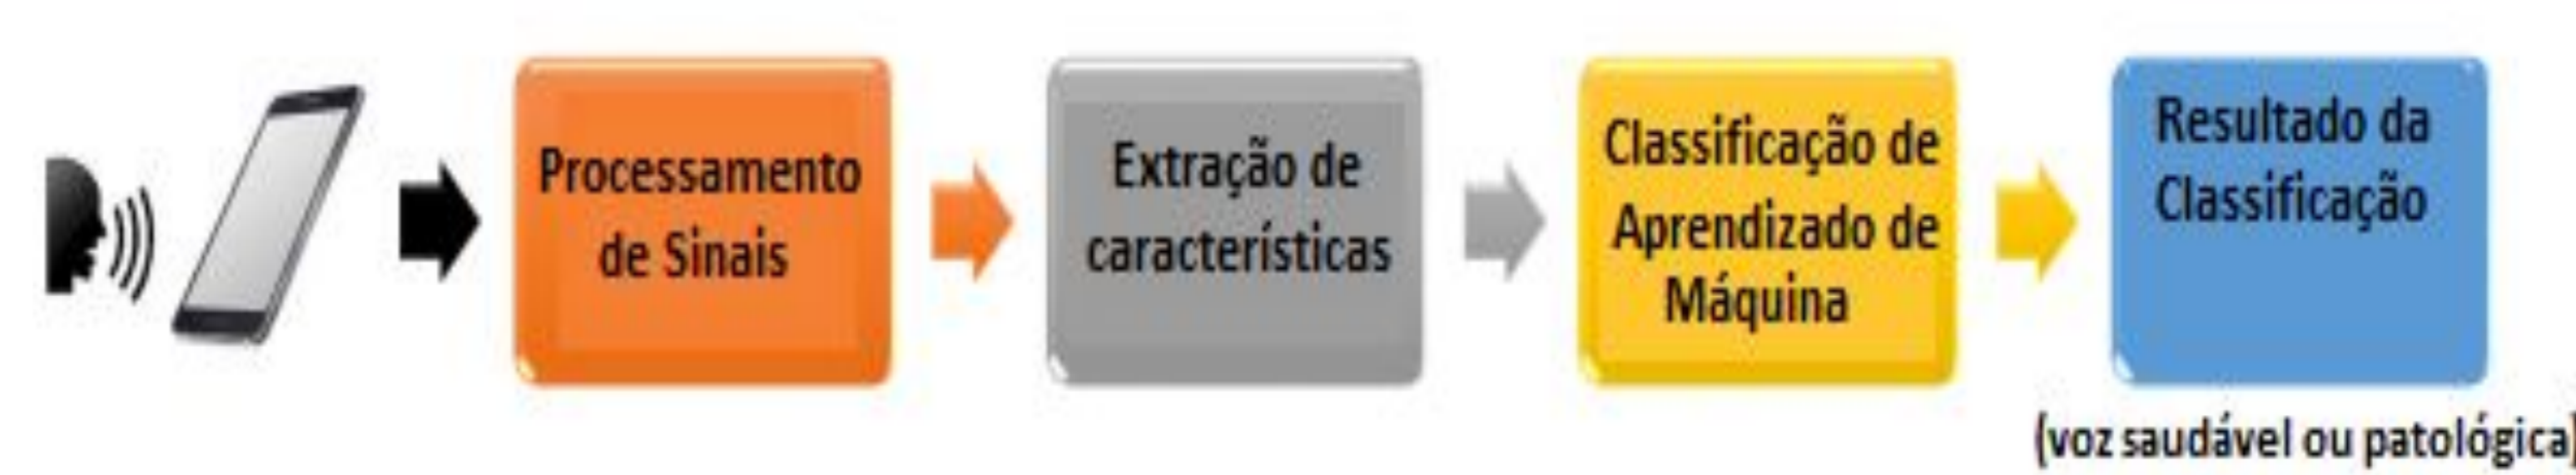 Processamento
de Sinais
Extração de
características
Classificação de
Aprendizado de
Máquina
Resultado da
Classificação
(voz saudável ou patológica)